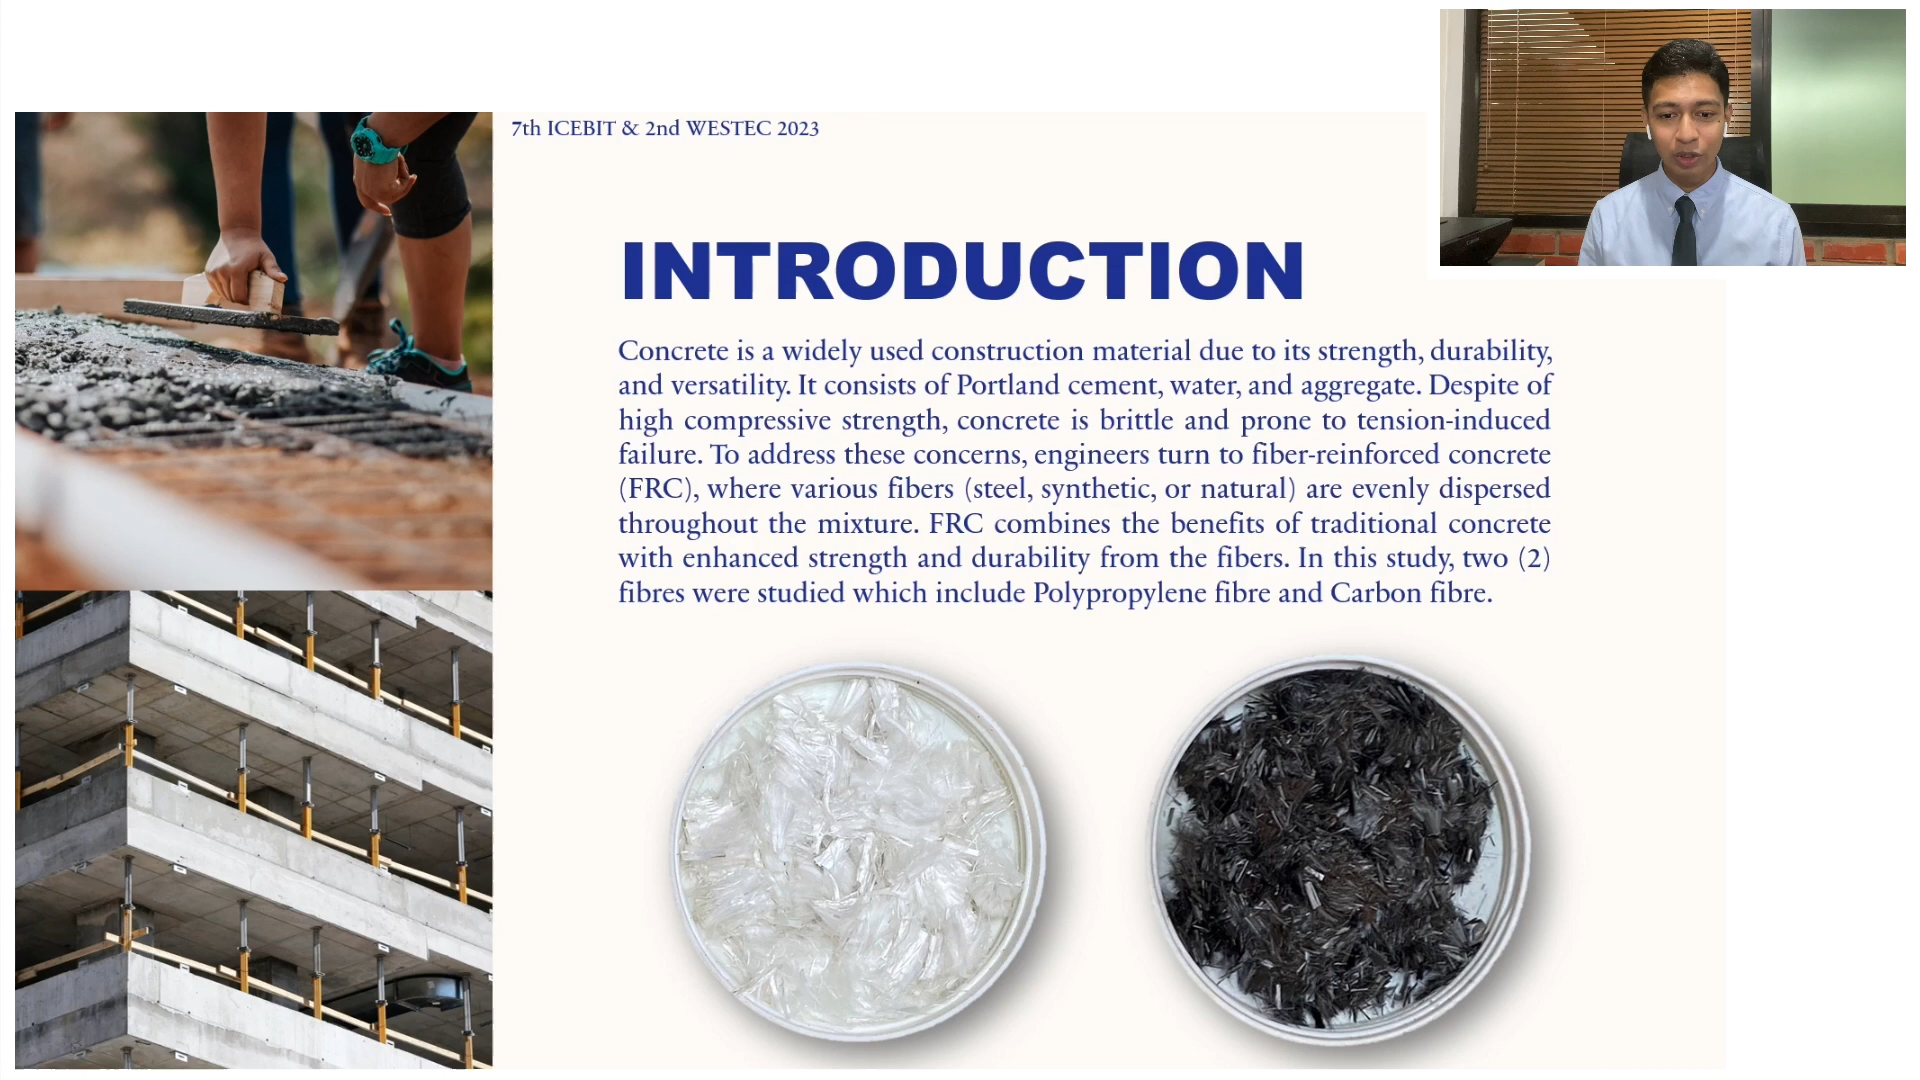 7th ICEBIT & 2nd WESTEC 2023
INTRODUCTION
Concrete is a widely used construction material due to its strength, durability,
and versatility. It consists of Portland cement, water, and aggregate. Despite of
high compressive strength, concrete is brittle and prone to tension-induced
failure. To address these concerns, engineers turn to fiber-reinforced concrete
(FRC), where various fibers (steel, synthetic, or natural) are evenly dispersed
throughout the mixture. FRC combines the benefits of traditional concrete
with enhanced strength and durability from the fibers. In this study, two (2)
fibres were studied which include Polypropylene fibre and Carbon fibre.